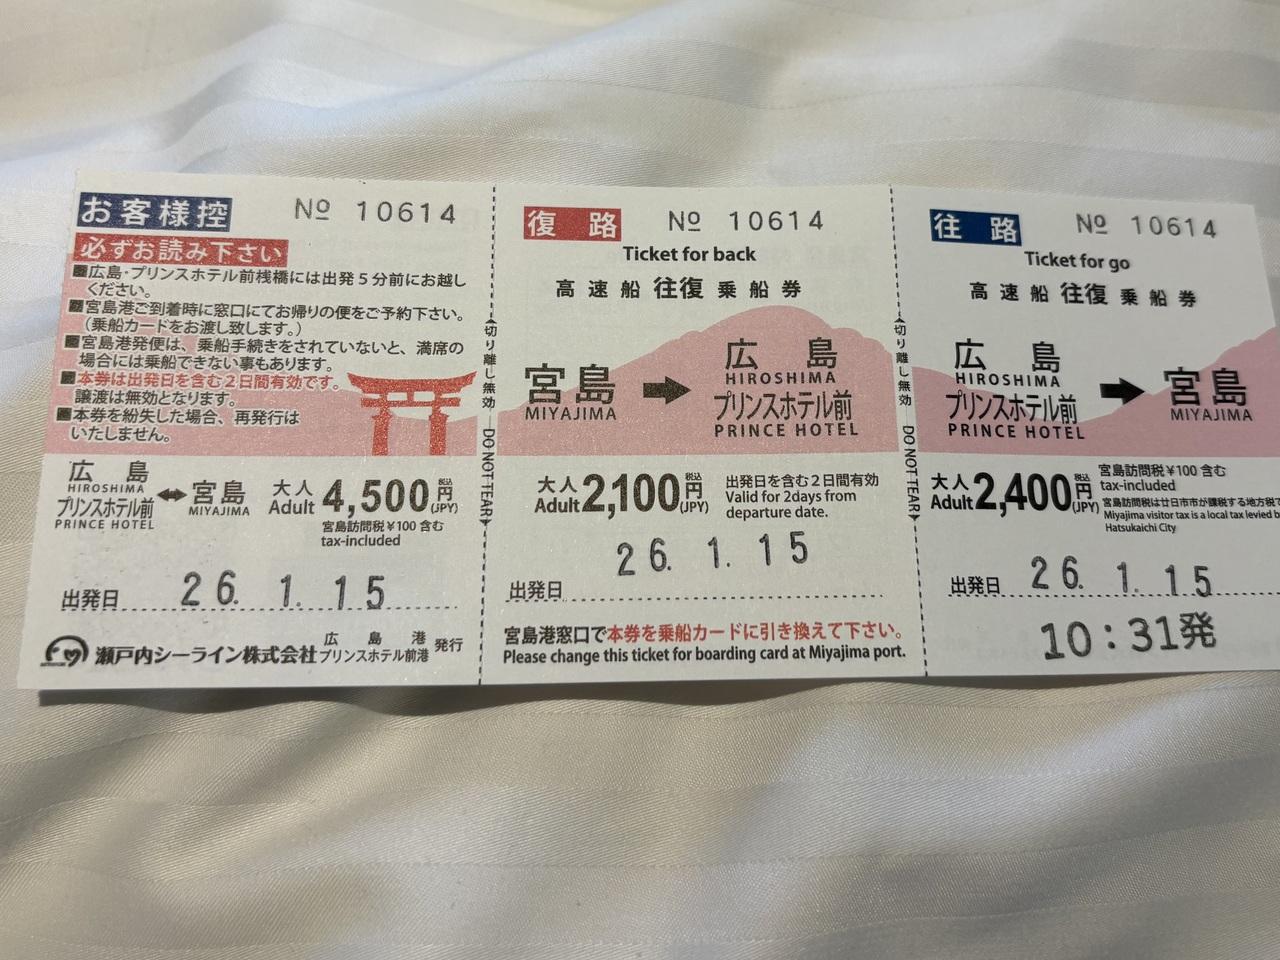 お客様控
№ 10614
必ずお読み下さい
■広島・プリンスホテル前桟橋には出発5分前にお越し
ください。
■宮島港ご到着時に窓口にてお帰りの便をご予約下さい。
（乗船カードをお渡し致します。）
■宮島港発便は、乗船手続きをされていないと、満席の
場合には乗船できない事もあります。
■本券は出発日を含む2日間有効です。
譲渡は無効となります。
■本券を紛失した場合、再発行は
いたしません。
広島
HIROSHIMA
プリンスホテル前
PRINCE HOTEL
↔
宮島
MIYAJIMA
大人
Adult
4,500税込円(JPY)
宮島訪問税¥100 含む
tax-included
出発日 26. 1. 15
瀬戸内シーライン株式会社
広島港
プリンスホテル前港
発行
切り離し無効
DO NOT TEAR
復路
№ 10614
Ticket for back
高速船 往復 乗船券
宮島
MIYAJIMA
➡
広島
HIROSHIMA
プリンスホテル前
PRINCE HOTEL
大人
Adult
2,100税込円(JPY)
出発日を含む2日間有効
Valid for 2days from
departure date.
出発日 26. 1. 15
宮島港窓口で本券を乗船カードに引き換えて下さい。
Please change this ticket for boarding card at Miyajima port.
切り離し無効
DO NOT TEAR
往路
№ 10614
Ticket for go
高速船 往復 乗船券
広島
HIROSHIMA
プリンスホテル前
PRINCE HOTEL
➡
宮島
MIYAJIMA
大人
Adult
2,400税込円(JPY)
宮島訪問税¥100 含む
tax-included
宮島訪問税は廿日市市が課税する地方税で
Miyajima visitor tax is a local tax levied b
Hatsukaichi City
出発日 26. 1. 15
10：31発